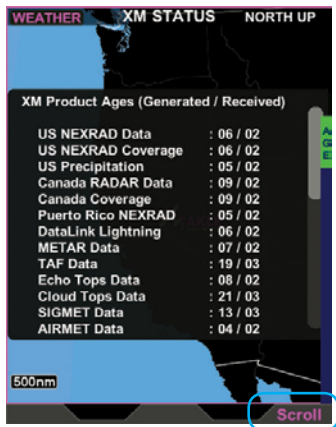 WEATHER XM STATUS NORTH UP
XM Product Ages (Generated / Received)
US NEXRAD Data : 06 / 02
US NEXRAD Coverage : 06 / 02
US Precipitation : 05 / 02
Canada RADAR Data : 09 / 02
Canada Coverage : 09 / 02
Puerto Rico NEXRAD : 05 / 02
DataLink Lightning : 06 / 02
METAR Data : 07 / 02
TAF Data : 19 / 03
Echo Tops Data : 08 / 02
Cloud Tops Data : 21 / 03
SIGMET Data : 13 / 03
AIRMET Data : 04 / 02
500nm
Scroll